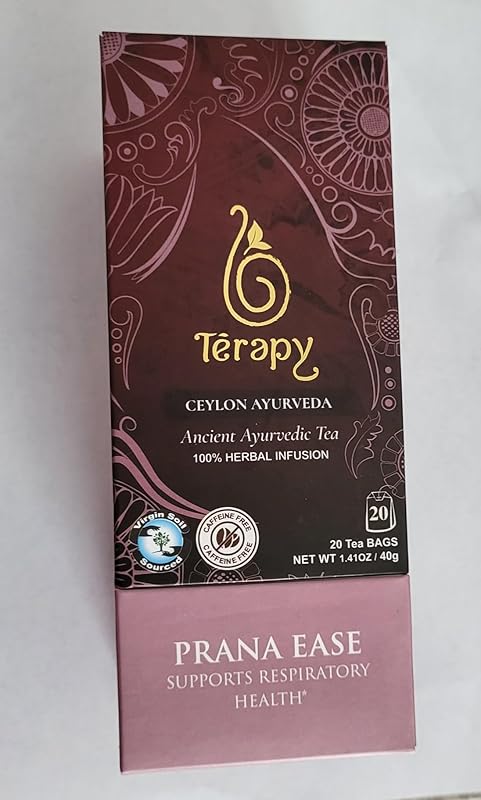 Tērapy
CEYLON AYURVEDA
Ancient Ayurvedic Tea
100% HERBAL INFUSION
Virgin Soil
Sourced
CAFFEINE FREE
CAFFEINE FREE
20
20 Tea BAGS
NET WT 1.41OZ / 40g
PRANA EASE
SUPPORTS RESPIRATORY
HEALTH*